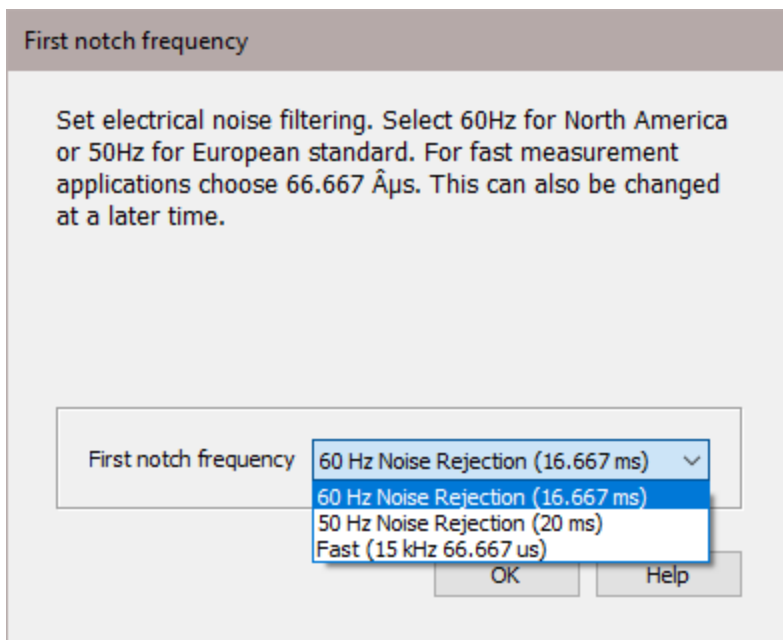 First notch frequency
Set electrical noise filtering. Select 60Hz for North America
or 50Hz for European standard. For fast measurement
applications choose 66.667 Âµs. This can also be changed
at a later time.
First notch frequency 60 Hz Noise Rejection (16.667 ms)
60 Hz Noise Rejection (16.667 ms)
50 Hz Noise Rejection (20 ms)
Fast (15 kHz 66.667 us)
OK Help